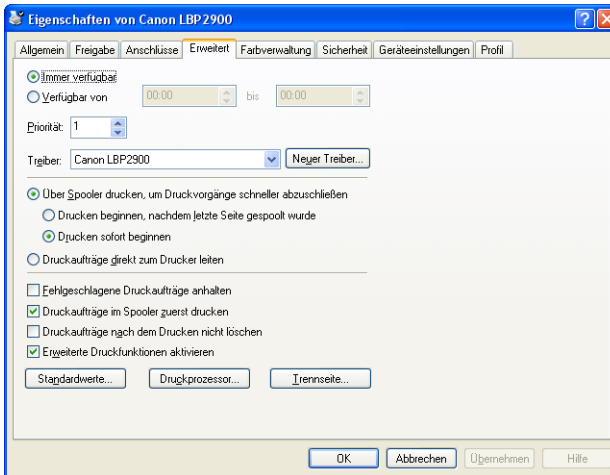 Eigenschaften von Canon LBP2900
Allgemein Freigabe Anschlüsse Erweitert Farbverwaltung Sicherheit Geräteeinstellungen Profil
Immer verfügbar
Verfügbar von 00:00 bis 00:00
Priorität: 1
Treiber: Canon LBP2900 Neuer Treiber...
Über Spooler drucken, um Druckvorgänge schneller abzuschließen
Drucken beginnen, nachdem letzte Seite gespoolt wurde
Drucken sofort beginnen
Druckaufträge direkt zum Drucker leiten
Fehlgeschlagene Druckaufträge anhalten
Druckaufträge im Spooler zuerst drucken
Druckaufträge nach dem Drucken nicht löschen
Erweiterte Druckfunktionen aktivieren
Standardwerte... Druckprozessor... Trennseite...
OK Abbrechen Übernehmen Hilfe